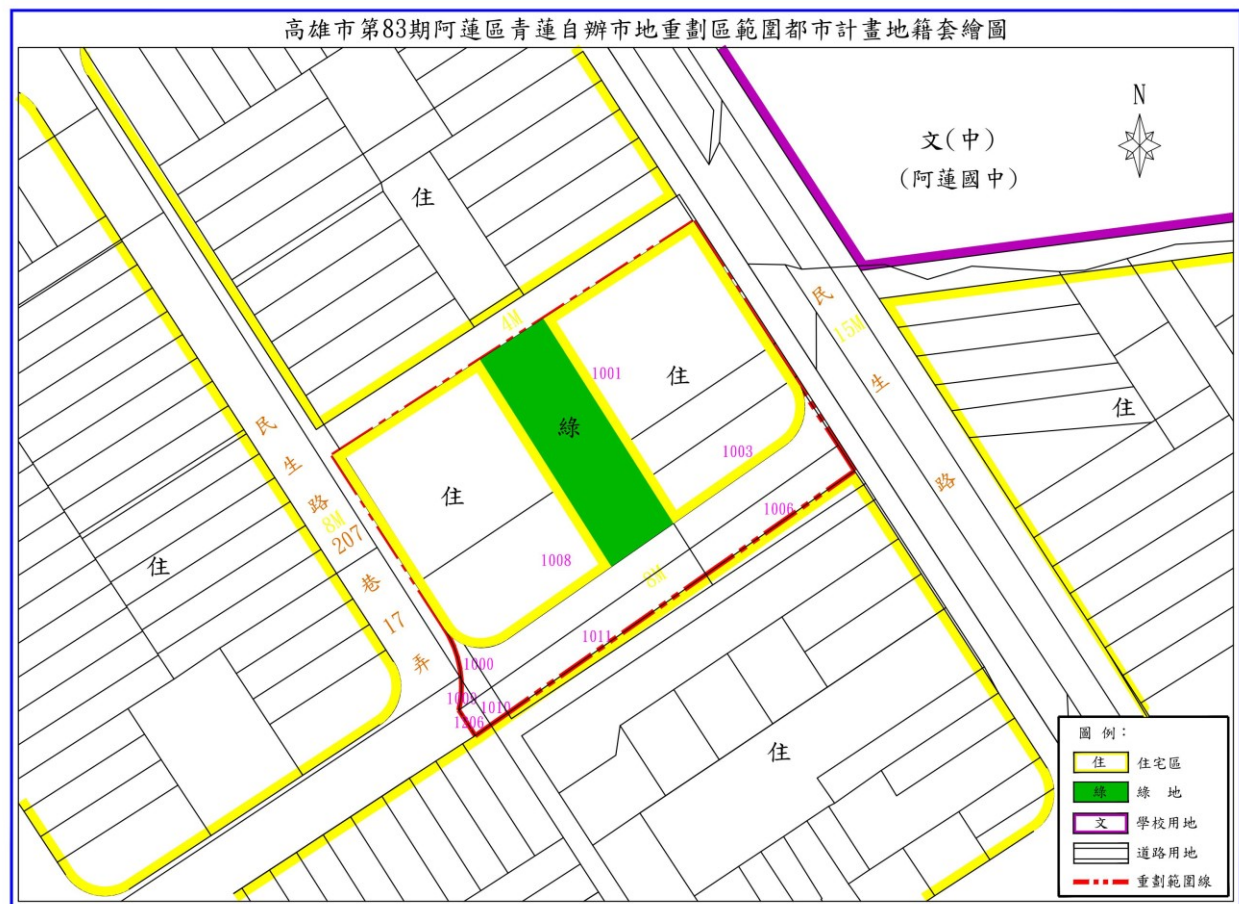 高雄市第83期阿蓮區青蓮自辦市地重劃區範圍都市計畫地籍套繪圖
N
文(中)
(阿蓮國中)
住
4M
民
15M
生
路
1001
住
住
綠
1003
民
生
路
8M
207
巷
17
弄
住
1008
住
1006
8M
1011
1000
1010
1206
住
圖 例：
住 住宅區
綠 綠 地
文 學校用地
道路用地
重劃範圍線